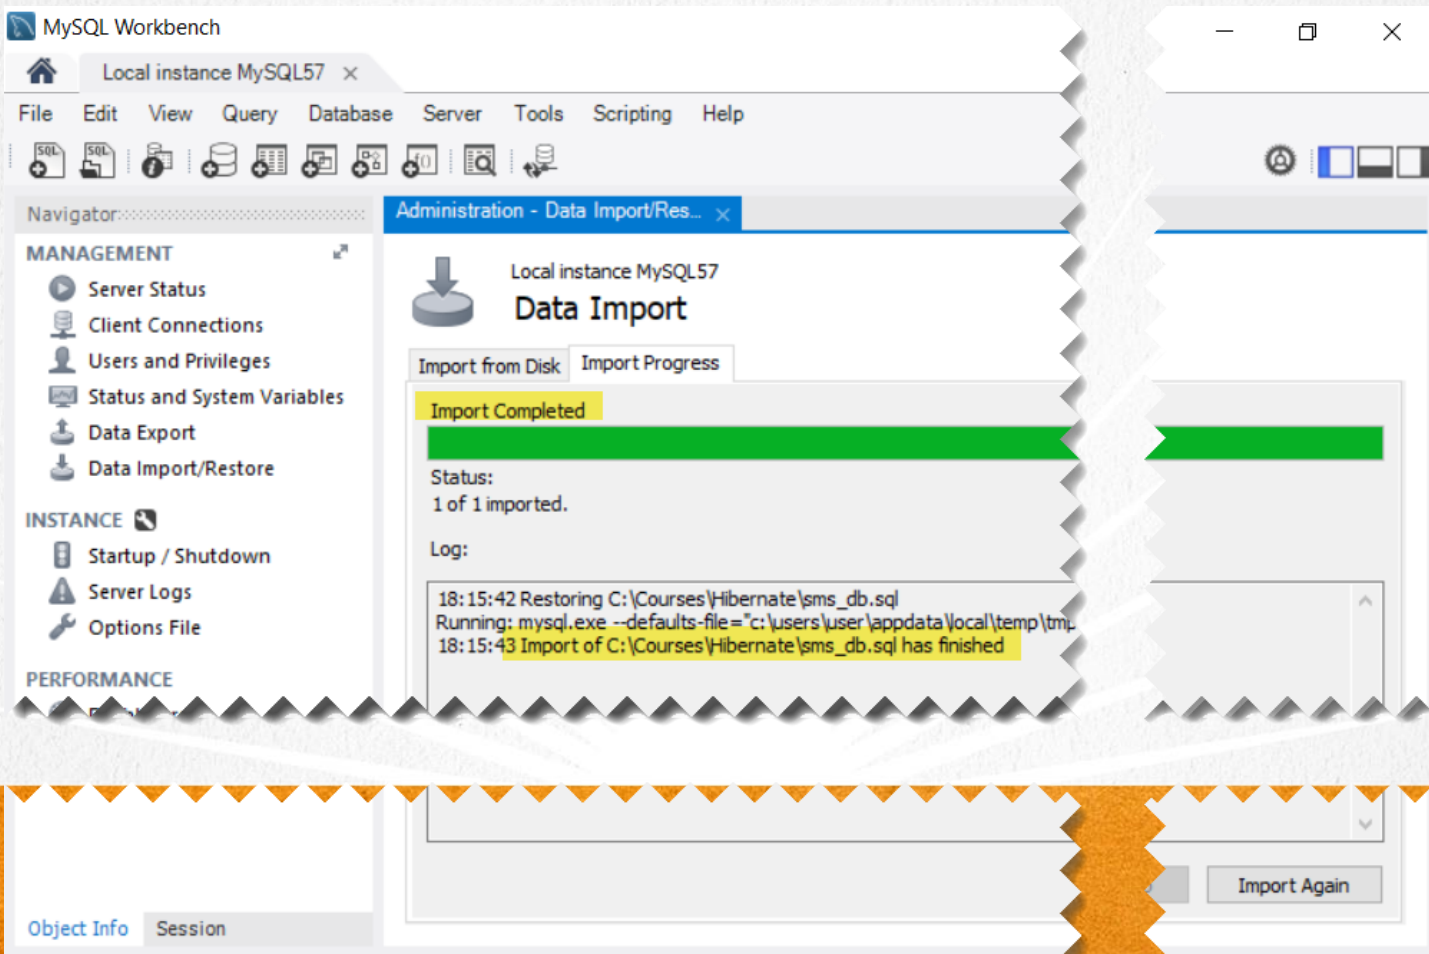 MySQL Workbench
Local instance MySQL57
File Edit View Query Database Server Tools Scripting Help
SQL SQL f()
Navigator
Administration - Data Import/Res...
MANAGEMENT
Server Status
Client Connections
Users and Privileges
Status and System Variables
Data Export
Data Import/Restore
INSTANCE
Startup / Shutdown
Server Logs
Options File
PERFORMANCE
Local instance MySQL57
Data Import
Import from Disk Import Progress
Import Completed
Status:
1 of 1 imported.
Log:
18:15:42 Restoring C:\Courses\Hibernate\sms_db.sql
Running: mysql.exe --defaults-file="c:\users\user\appdata\local\temp\tmp
18:15:43 Import of C:\Courses\Hibernate\sms_db.sql has finished
Import Again
Object Info Session